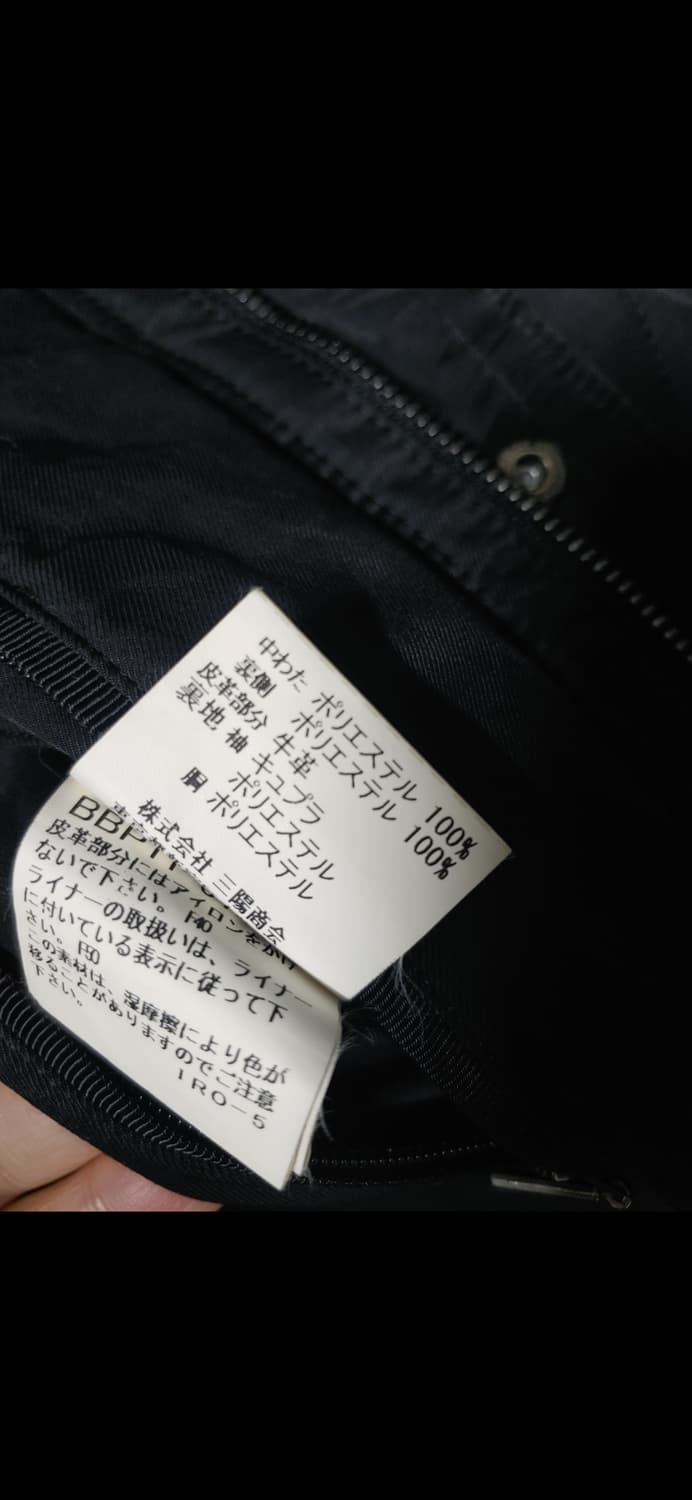 中わた ポリエステル 100%
裏側 ポリエステル 100%
皮革部分 牛革
裏地 袖 キュプラ
ポリエステル
胴 ポリエステル
株式会社 三陽商会
皮革部分にはアイロンをかけ
ないで下さい。 F40
ライナーの取扱いは、ライナー
に付いている表示に従って下
さい。 F50
この素材は、湿摩擦により色が
移ることがありますのでご注意
下さい。
IRO-5